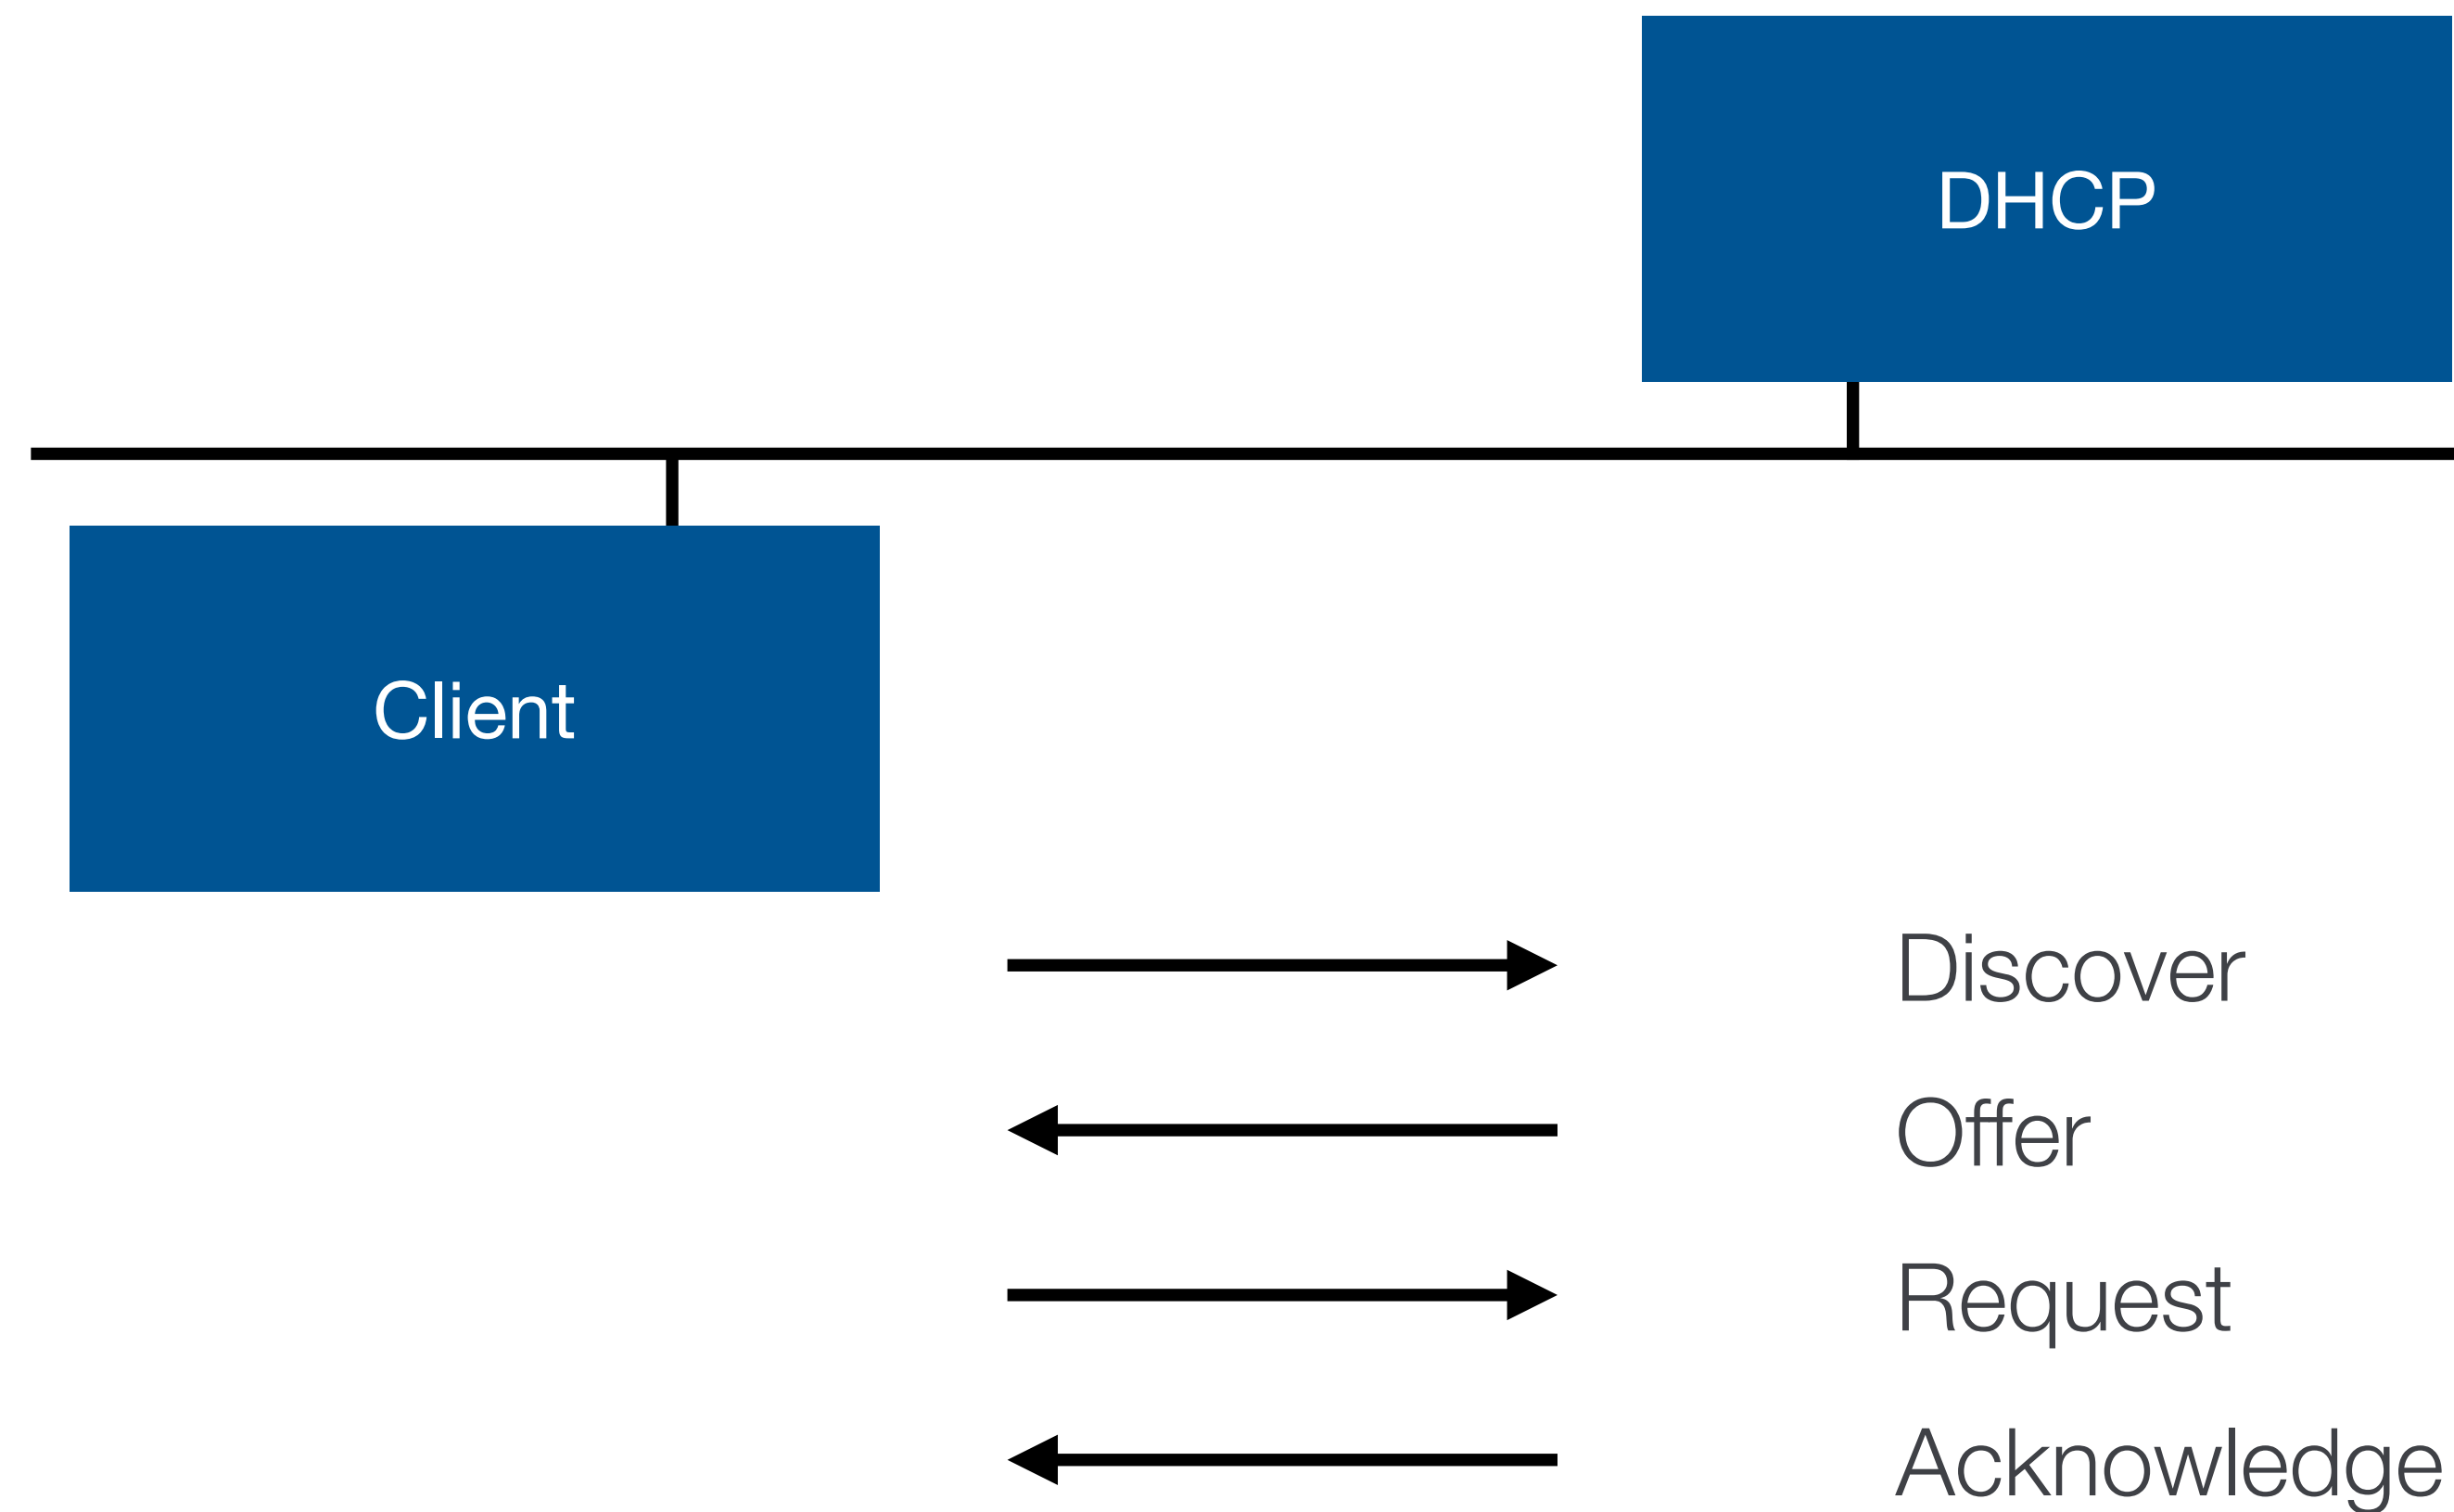 DHCP
Client
Discover
Offer
Request
Acknowledge